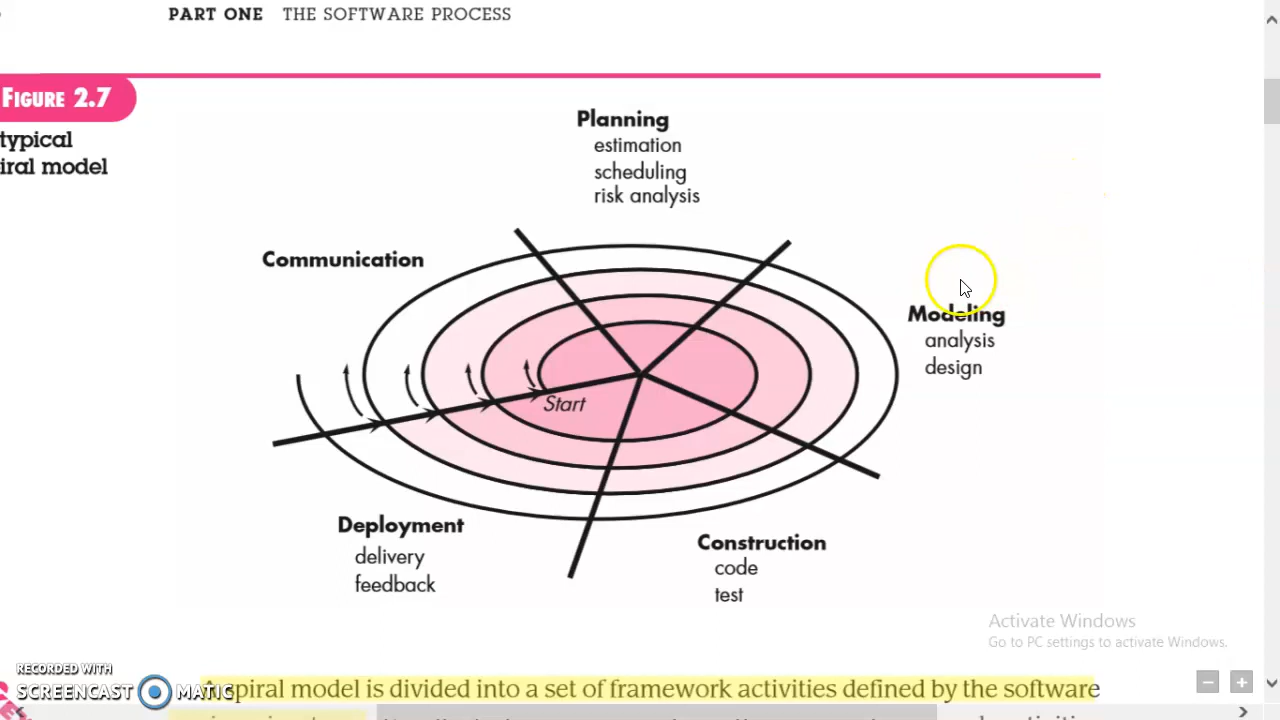 PART ONE THE SOFTWARE PROCESS
FIGURE 2.7
typical
iral model
Planning
estimation
scheduling
risk analysis
Communication
Modeling
analysis
design
Start
Deployment
delivery
feedback
Construction
code
test
Activate Windows
Go to PC settings to activate Windows.
RECORDED WITH
SCREENCAST MATIC
A spiral model is divided into a set of framework activities defined by the software